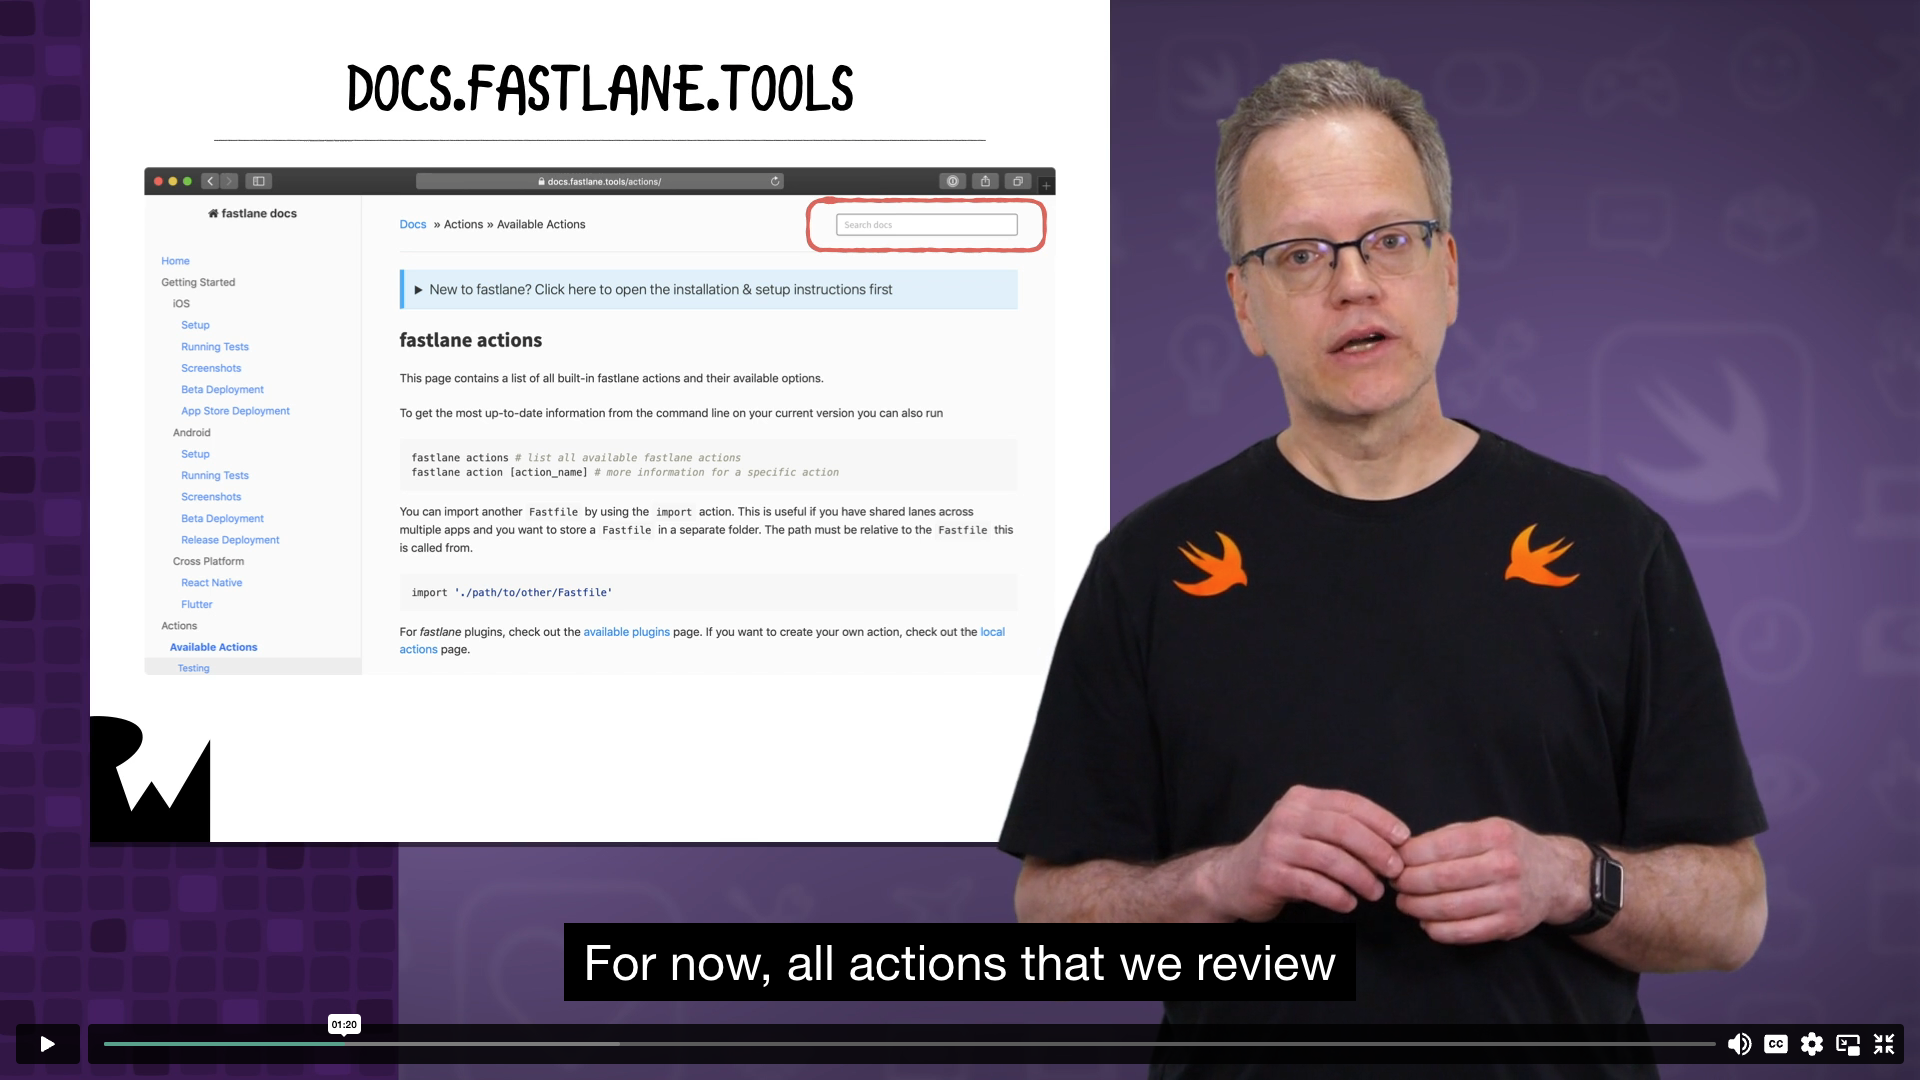 DOCS.FASTLANE.TOOLS
docs.fastlane.tools/actions/
fastlane docs
Home
Getting Started
iOS
Setup
Running Tests
Screenshots
Beta Deployment
App Store Deployment
Android
Setup
Running Tests
Screenshots
Beta Deployment
Release Deployment
Cross Platform
React Native
Flutter
Actions
Available Actions
Testing
Docs » Actions » Available Actions
Search docs
New to fastlane? Click here to open the installation & setup instructions first
fastlane actions
This page contains a list of all built-in fastlane actions and their available options.
To get the most up-to-date information from the command line on your current version you can also run
fastlane actions # list all available fastlane actions
fastlane action [action_name] # more information for a specific action
You can import another Fastfile by using the import action. This is useful if you have shared lanes across
multiple apps and you want to store a Fastfile in a separate folder. The path must be relative to the Fastfile this
is called from.
import './path/to/other/Fastfile'
For fastlane plugins, check out the available plugins page. If you want to create your own action, check out the local
actions page.
RW
For now, all actions that we review
01:20
CC